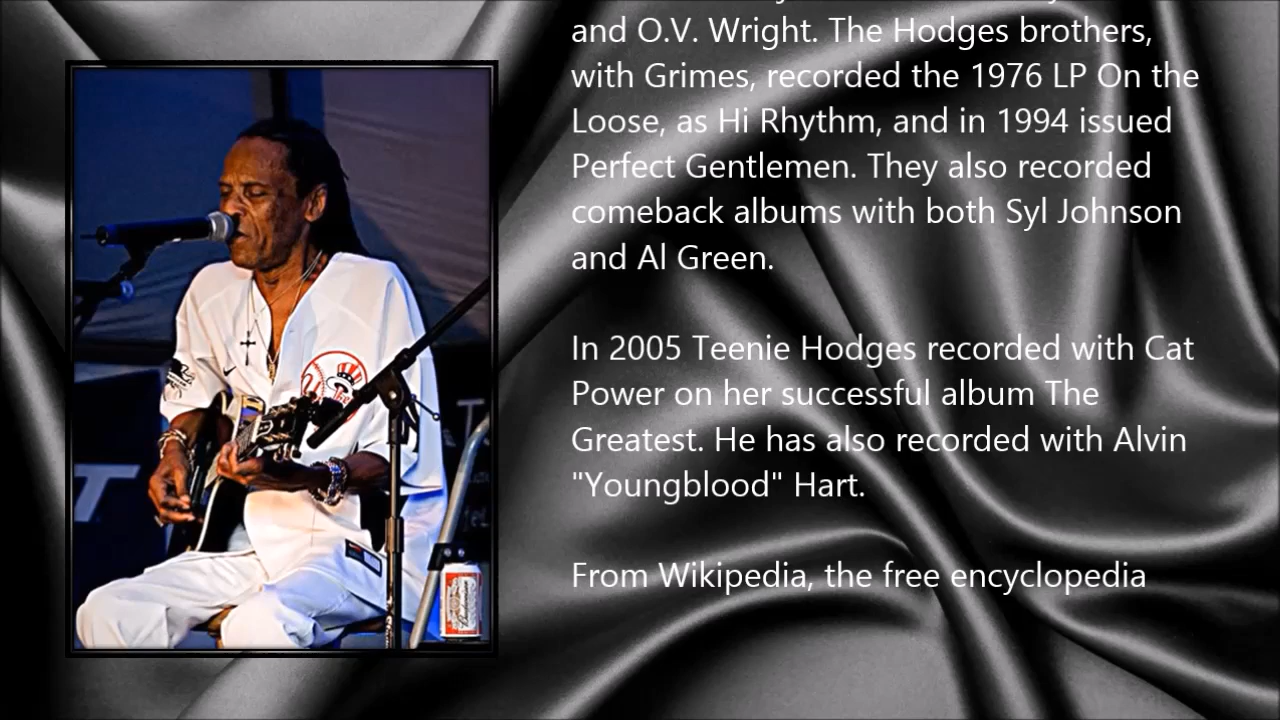 and O.V. Wright. The Hodges brothers,
with Grimes, recorded the 1976 LP On the
Loose, as Hi Rhythm, and in 1994 issued
Perfect Gentlemen. They also recorded
comeback albums with both Syl Johnson
and Al Green.
In 2005 Teenie Hodges recorded with Cat
Power on her successful album The
Greatest. He has also recorded with Alvin
"Youngblood" Hart.
From Wikipedia, the free encyclopedia